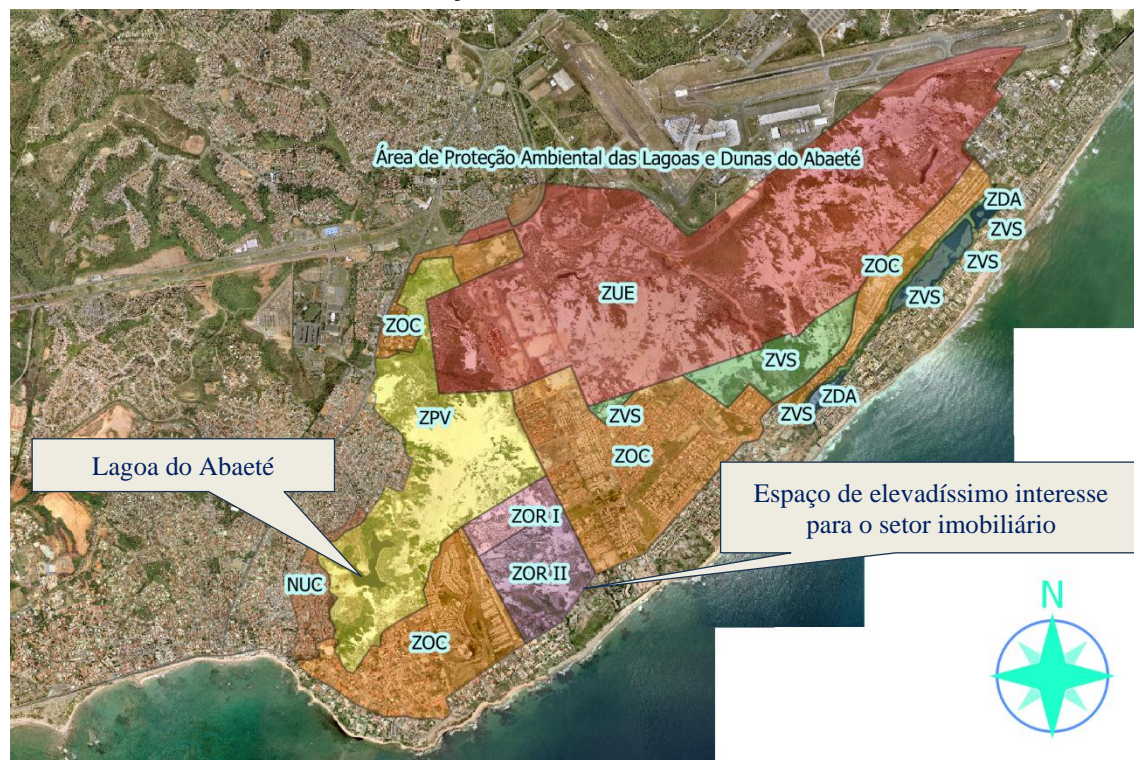 Área de Proteção Ambiental das Lagoas e Dunas do Abaeté
ZDA
ZVS
ZVS
ZOC
ZVS
ZUE
ZOC
ZVS
ZDA
ZVS
ZVS
ZPV
ZOC
Lagoa do Abaeté
Espaço de elevadíssimo interesse
para o setor imobiliário
ZOR I
ZOR II
NUC
ZOC
N